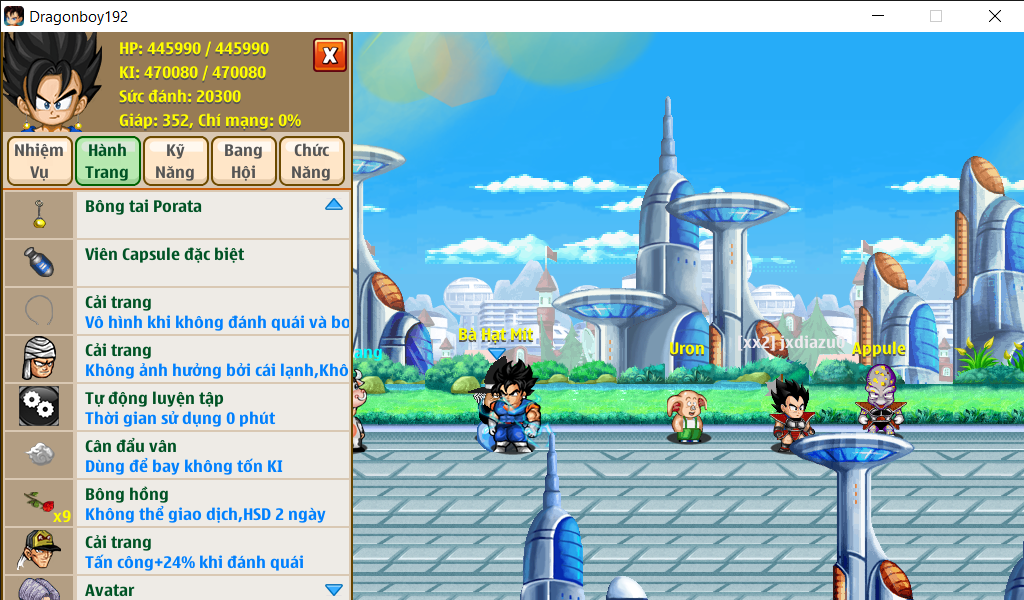 Dragonboy192
HP: 445990 / 445990
KI: 470080 / 470080
Sức đánh: 20300
Giáp: 352, Chí mạng: 0%
X
Nhiệm Vụ
Hành Trang
Kỹ Năng
Bang Hội
Chức Năng
Bông tai Porata
Viên Capsule đặc biệt
Cải trang
Vô hình khi không đánh quái và bo
Cải trang
Không ảnh hưởng bởi cái lạnh,Khô
Tự động luyện tập
Thời gian sử dụng 0 phút
Cân đẩu vân
Dùng để bay không tốn KI
Bông hồng
Không thể giao dịch,HSD 2 ngày
x9
Cải trang
Tấn công+24% khi đánh quái
Avatar
Bà Hạt Mít
Uron
[xx2] jxdiazuo
Appule